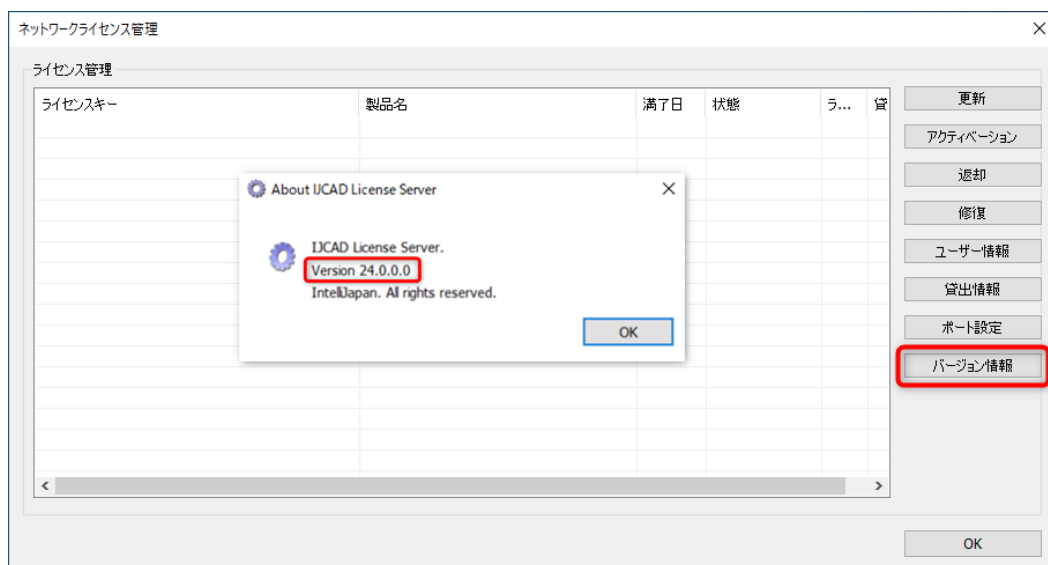 ネットワークライセンス管理
ライセンス管理
ライセンスキー 製品名 満了日 状態 ラ... 貸
更新
アクティベーション
返却
修復
ユーザー情報
貸出情報
ポート設定
バージョン情報
About IJCAD License Server
IJCAD License Server.
Version 24.0.0.0
IntelliJapan. All rights reserved.
OK
OK